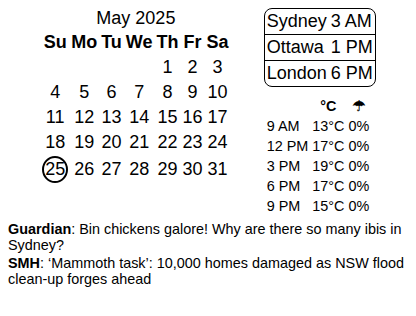 May 2025
Su Mo Tu We Th Fr Sa
1 2 3
4 5 6 7 8 9 10
11 12 13 14 15 16 17
18 19 20 21 22 23 24
25 26 27 28 29 30 31
Sydney 3 AM
Ottawa 1 PM
London 6 PM
°C ☂
9 AM 13°C 0%
12 PM 17°C 0%
3 PM 19°C 0%
6 PM 17°C 0%
9 PM 15°C 0%
Guardian: Bin chickens galore! Why are there so many ibis in
Sydney?
SMH: ‘Mammoth task’: 10,000 homes damaged as NSW flood
clean-up forges ahead